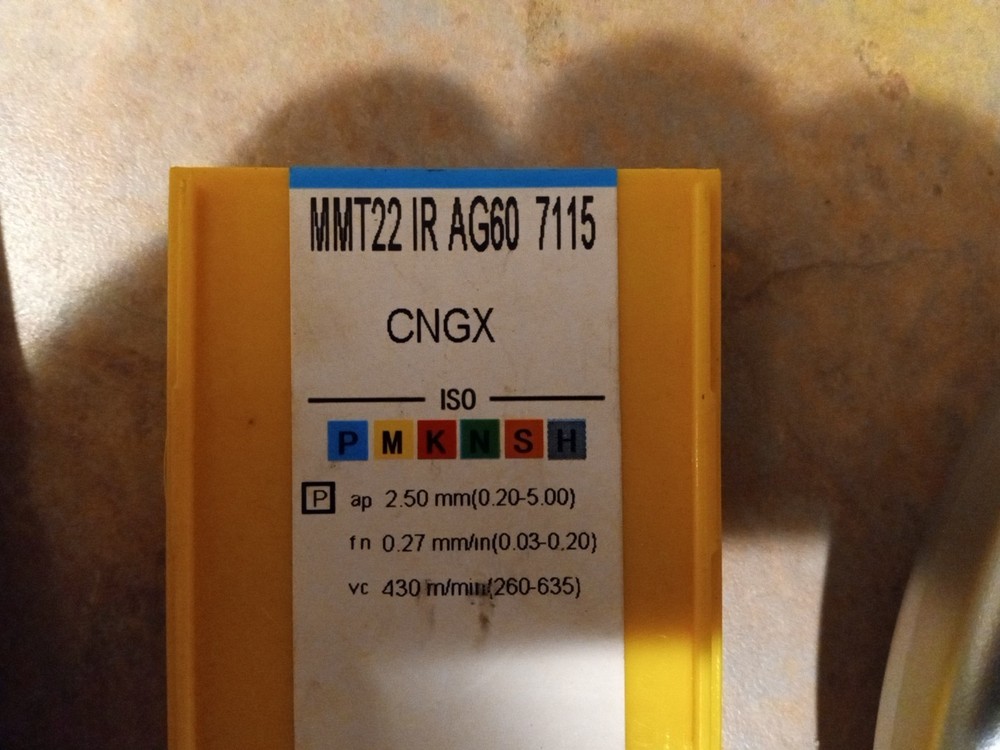 MMT22 IR AG60 7115
CNGX
ISO
P M K N S H
P ap 2.50 mm(0.20-5.00)
fn 0.27 mm/in(0.03-0.20)
vc 430 m/min(260-635)